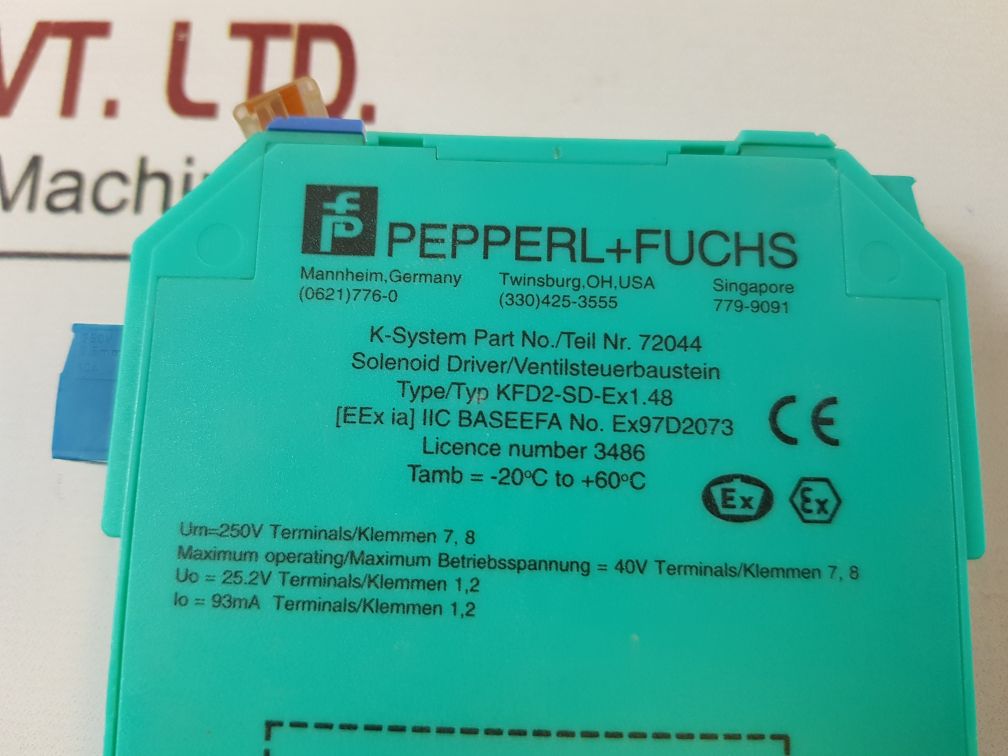 VT. LTD.
Machi
PEPPERL+FUCHS
Mannheim,Germany Twinsburg,OH,USA Singapore
(0621)776-0 (330)425-3555 779-9091
K-System Part No./Teil Nr. 72044
Solenoid Driver/Ventilsteuerbaustein
Type/Typ KFD2-SD-Ex1.48
[EEx ia] IIC BASEEFA No. Ex97D2073
CE
Licence number 3486
Tamb = -20°C to +60°C
Ex Ex
Um=250V Terminals/Klemmen 7, 8
Maximum operating/Maximum Betriebsspannung = 40V Terminals/Klemmen 7, 8
Uo = 25.2V Terminals/Klemmen 1,2
Io = 93mA Terminals/Klemmen 1,2